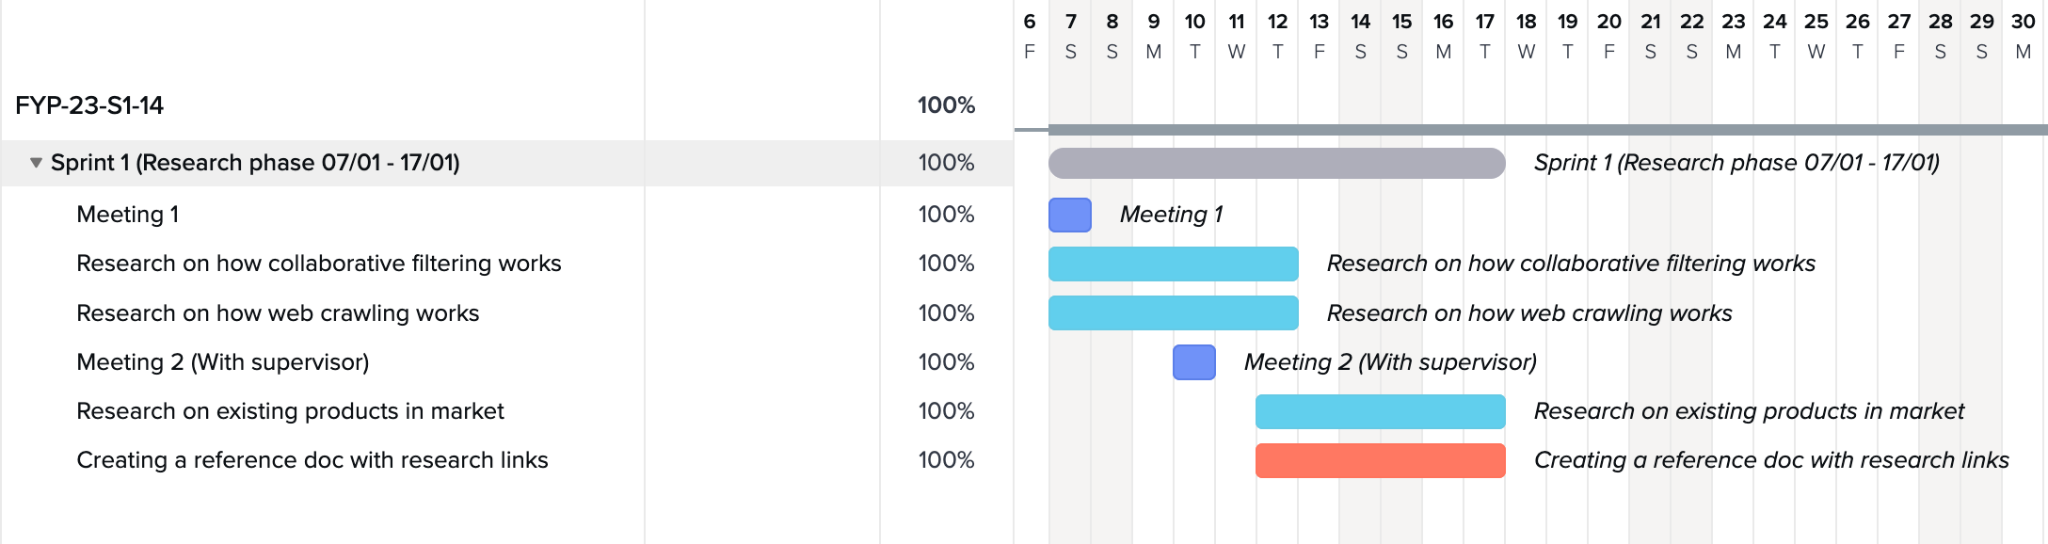 6 7 8 9 10 11 12 13 14 15 16 17 18 19 20 21 22 23 24 25 26 27 28 29 30
F S S M T W T F S S M T W T F S S M T W T F S S M
FYP-23-S1-14 100%
Sprint 1 (Research phase 07/01 - 17/01) 100% Sprint 1 (Research phase 07/01 - 17/01)
Meeting 1 100% Meeting 1
Research on how collaborative filtering works 100% Research on how collaborative filtering works
Research on how web crawling works 100% Research on how web crawling works
Meeting 2 (With supervisor) 100% Meeting 2 (With supervisor)
Research on existing products in market 100% Research on existing products in market
Creating a reference doc with research links 100% Creating a reference doc with research links